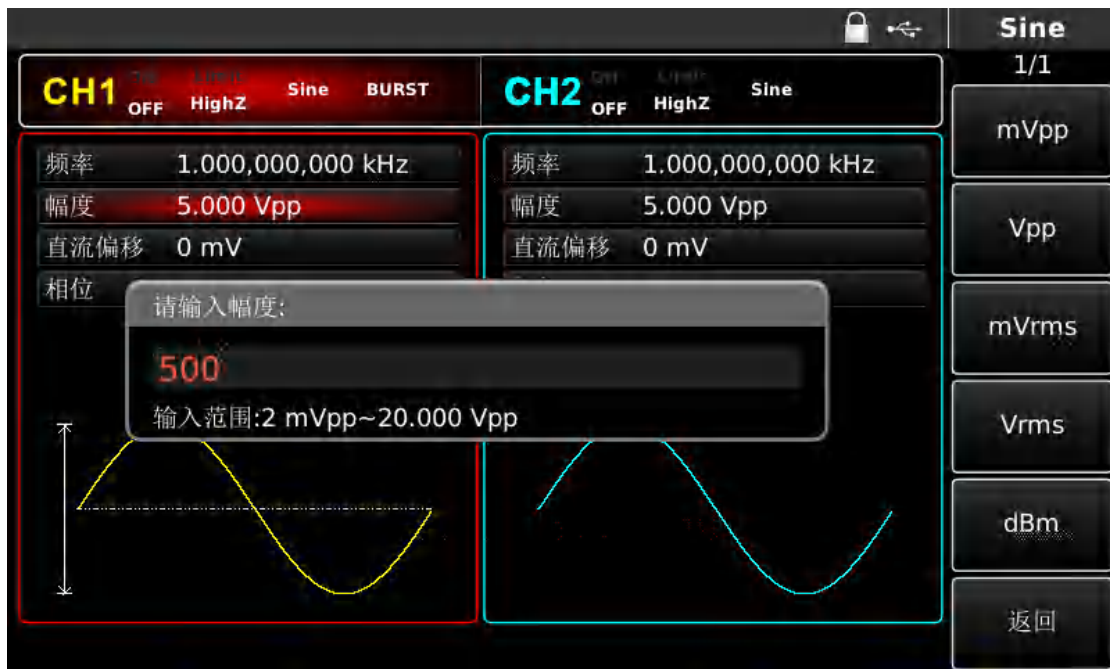 Sine
1/1
CH1 OFF HighZ Sine BURST
CH2 OFF HighZ Sine
频率 1.000,000,000 kHz
幅度 5.000 Vpp
直流偏移 0 mV
相位
频率 1.000,000,000 kHz
幅度 5.000 Vpp
直流偏移 0 mV
请输入幅度:
500
输入范围:2 mVpp~20.000 Vpp
mVpp
Vpp
mVrms
Vrms
dBm
返回